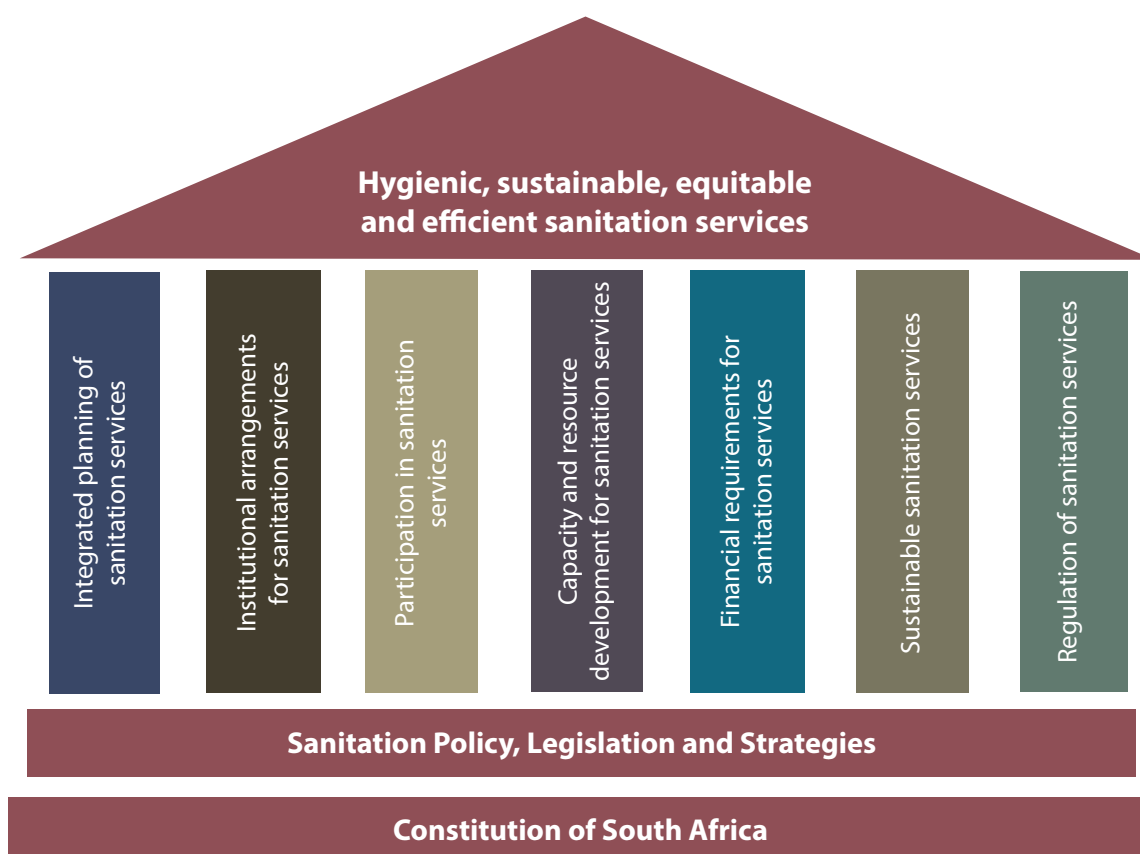 Hygienic, sustainable, equitable
and efficient sanitation services
Integrated planning of
sanitation services
Institutional arrangements
for sanitation services
Participation in sanitation
services
Capacity and resource
development for sanitation services
Financial requirements for
sanitation services
Sustainable sanitation services
Regulation of sanitation services
Sanitation Policy, Legislation and Strategies
Constitution of South Africa